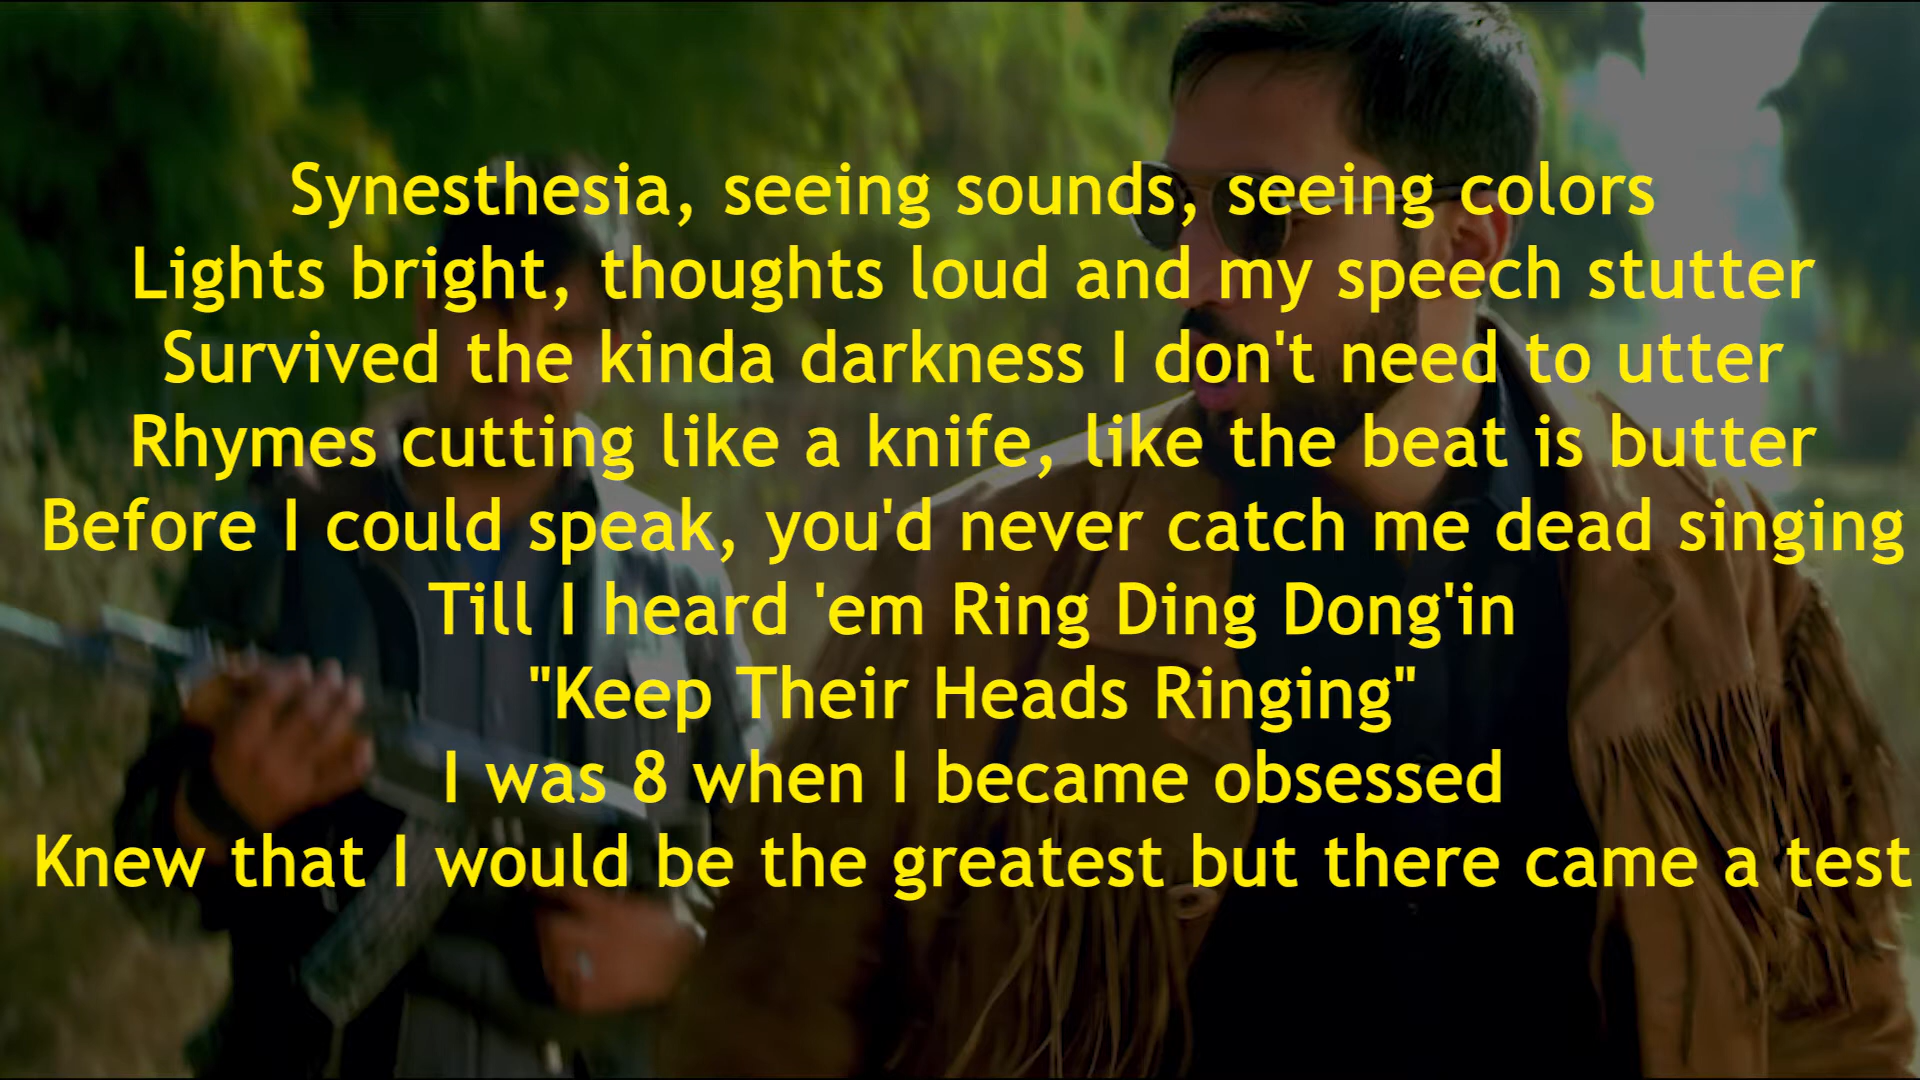 Synesthesia, seeing sounds, seeing colors
Lights bright, thoughts loud and my speech stutter
Survived the kinda darkness I don't need to utter
Rhymes cutting like a knife, like the beat is butter
Before I could speak, you'd never catch me dead singing
Till I heard 'em Ring Ding Dong'in
"Keep Their Heads Ringing"
I was 8 when I became obsessed
Knew that I would be the greatest but there came a test